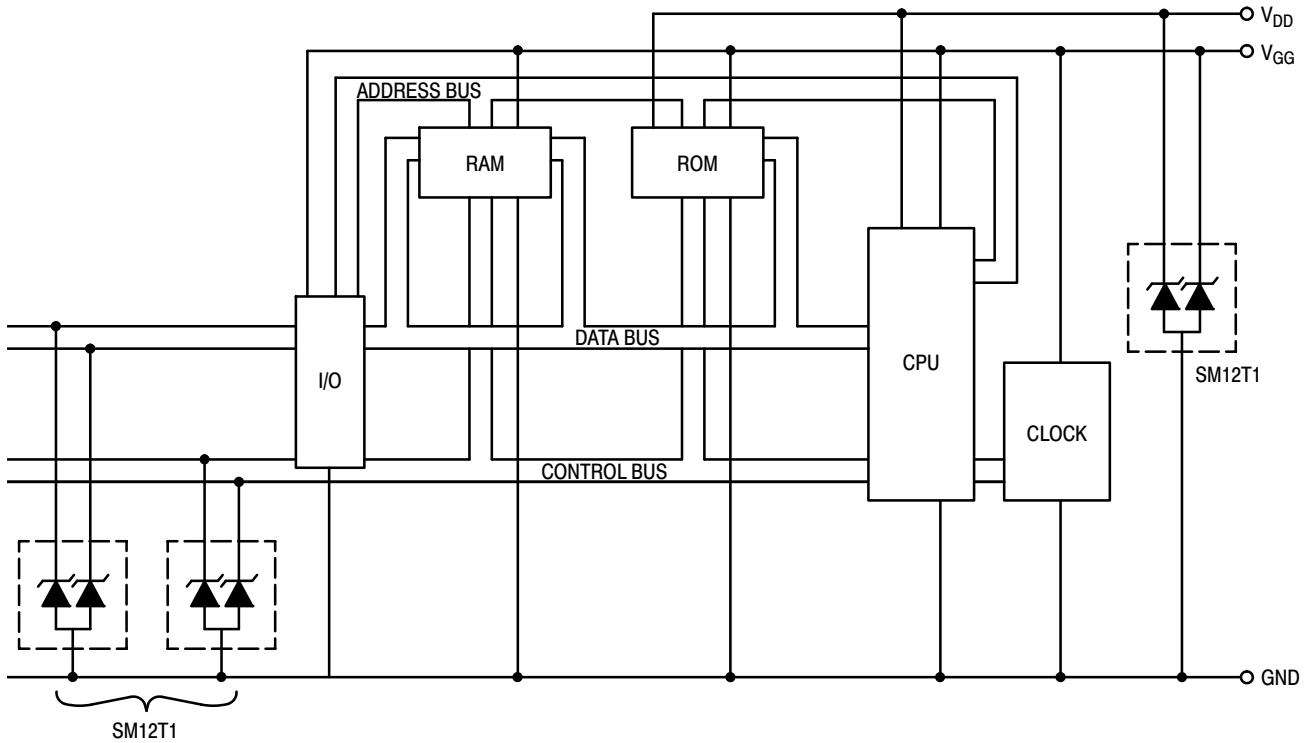 V_DD
V_GG
ADDRESS BUS
RAM
ROM
DATA BUS
I/O
CPU
SM12T1
CLOCK
CONTROL BUS
GND
SM12T1